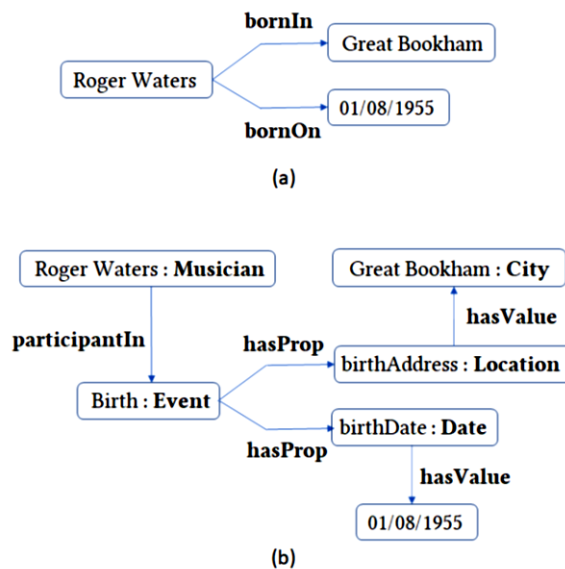 bornIn
Great Bookham
Roger Waters
01/08/1955
bornOn
(a)
Roger Waters : Musician
Great Bookham : City
participantIn
hasValue
hasProp
birthAddress : Location
Birth : Event
birthDate : Date
hasProp
hasValue
01/08/1955
(b)